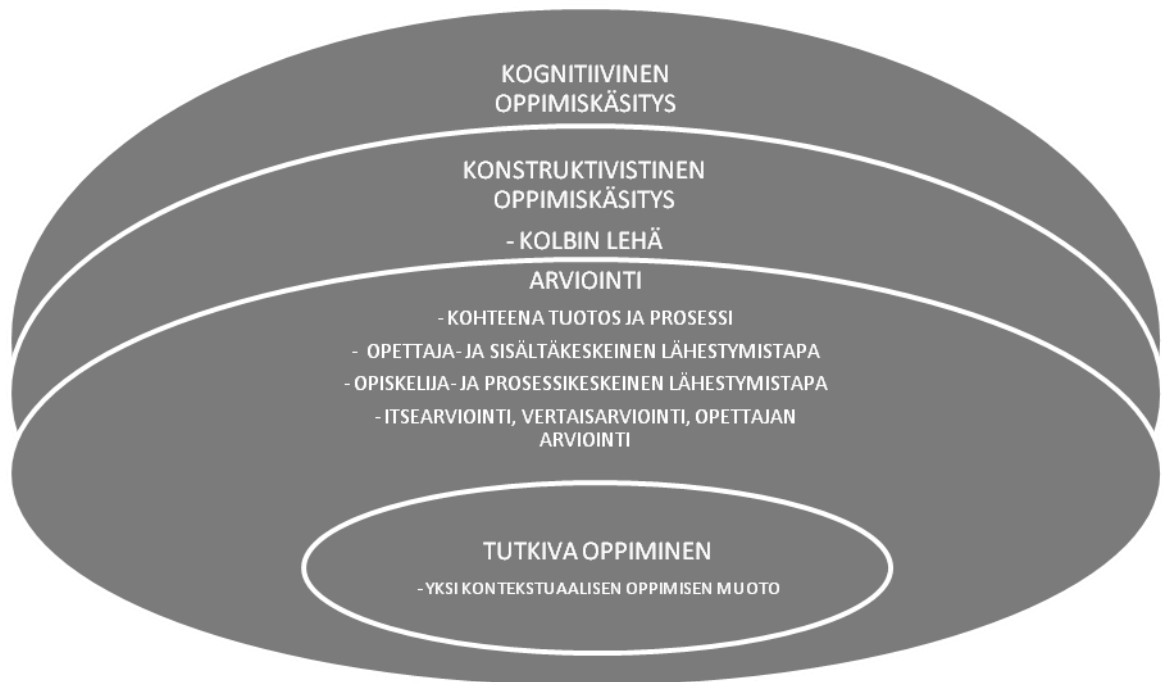 KOGNITIIVINEN
OPPIMISKÄSITYS
KONSTRUKTIVISTINEN
OPPIMISKÄSITYS
- KOLBIN LEHÄ
ARVIOINTI
- KOHTEENA TUOTOS JA PROSESSI
- OPETTAJA- JA SISÄLTÄKESKEINEN LÄHESTYMISTAPA
- OPISKELIJA- JA PROSESSIKESKEINEN LÄHESTYMISTAPA
- ITSEARVIOINTI, VERTAISARVIOINTI, OPETTAJAN
ARVIOINTI
TUTKIVA OPPIMINEN
- YKSI KONTEKSTUAALISEN OPPIMISEN MUOTO